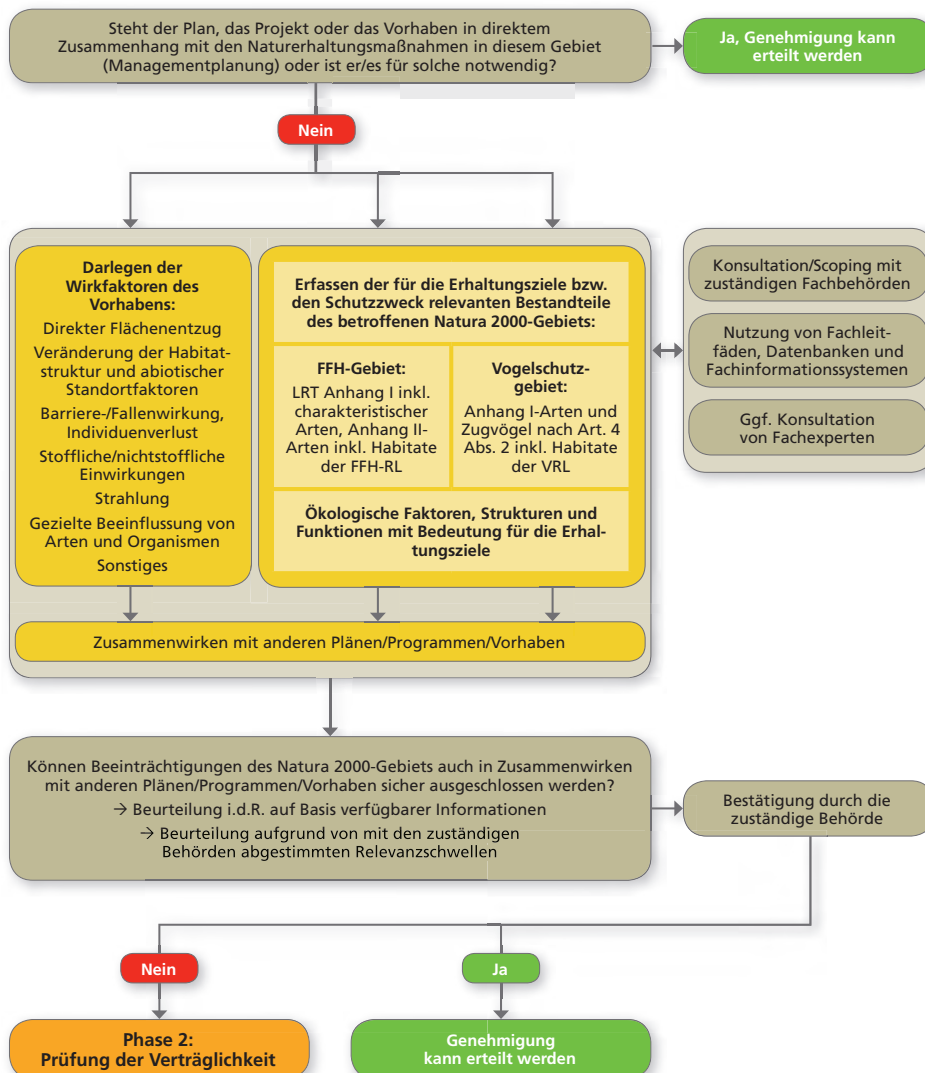 Steht der Plan, das Projekt oder das Vorhaben in direktem
Zusammenhang mit den Naturerhaltungsmaßnahmen in diesem Gebiet
(Managementplanung) oder ist er/es für solche notwendig?
Ja, Genehmigung kann
erteilt werden
Nein
Darlegen der
Wirkfaktoren des
Vorhabens:
Direkter Flächenentzug
Veränderung der Habitat-
struktur und abiotischer
Standortfaktoren
Barriere-/Fallenwirkung,
Individuenverlust
Stoffliche/nichtstoffliche
Einwirkungen
Strahlung
Gezielte Beeinflussung von
Arten und Organismen
Sonstiges
Erfassen der für die Erhaltungsziele bzw.
den Schutzzweck relevanten Bestandteile
des betroffenen Natura 2000-Gebiets:
FFH-Gebiet:
LRT Anhang I inkl.
charakteristischer
Arten, Anhang II-
Arten inkl. Habitate
der FFH-RL
Vogelschutz-
gebiet:
Anhang I-Arten und
Zugvögel nach Art. 4
Abs. 2 inkl. Habitate
der VRL
Ökologische Faktoren, Strukturen und
Funktionen mit Bedeutung für die Erhal-
tungsziele
Konsultation/Scoping mit
zuständigen Fachbehörden
Nutzung von Fachleit-
fäden, Datenbanken und
Fachinformationssystemen
Ggf. Konsultation
von Fachexperten
Zusammenwirken mit anderen Plänen/Programmen/Vorhaben
Können Beeinträchtigungen des Natura 2000-Gebiets auch in Zusammenwirken
mit anderen Plänen/Programmen/Vorhaben sicher ausgeschlossen werden?
→ Beurteilung i.d.R. auf Basis verfügbarer Informationen
→ Beurteilung aufgrund von mit den zuständigen
Behörden abgestimmten Relevanzschwellen
Bestätigung durch die
zuständige Behörde
Nein
Ja
Phase 2:
Prüfung der Verträglichkeit
Genehmigung
kann erteilt werden